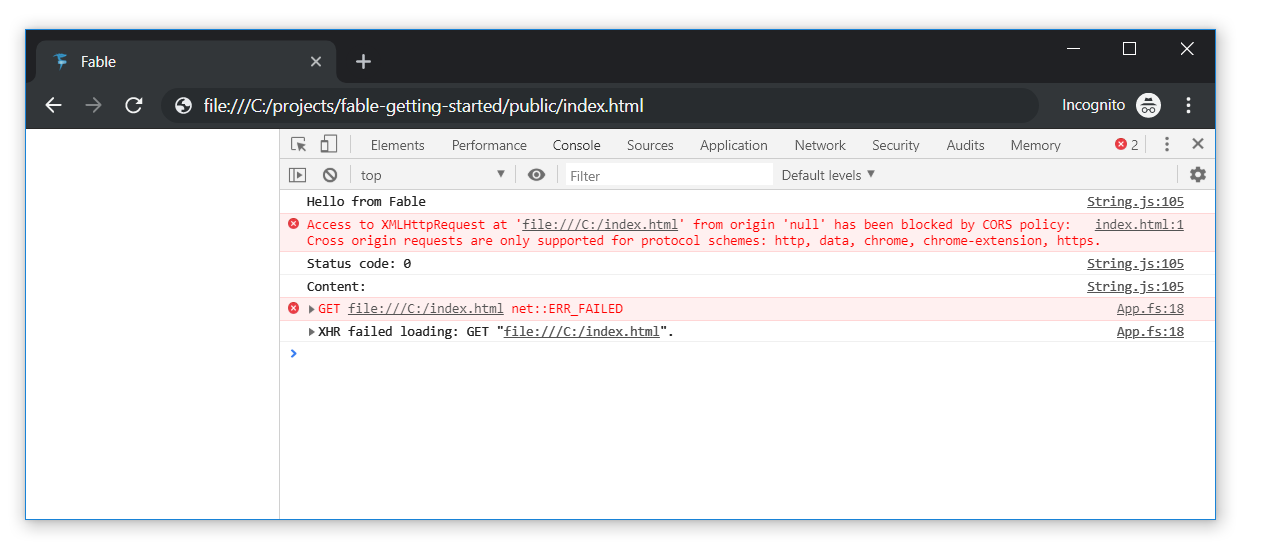 Fable
file:///C:/projects/fable-getting-started/public/index.html
Incognito
Elements Performance Console Sources Application Network Security Audits Memory 2
top Filter Default levels
Hello from Fable String.js:105
Access to XMLHttpRequest at 'file:///C:/index.html' from origin 'null' has been blocked by CORS policy: index.html:1
Cross origin requests are only supported for protocol schemes: http, data, chrome, chrome-extension, https.
Status code: 0 String.js:105
Content: String.js:105
GET file:///C:/index.html net::ERR_FAILED App.fs:18
XHR failed loading: GET "file:///C:/index.html". App.fs:18